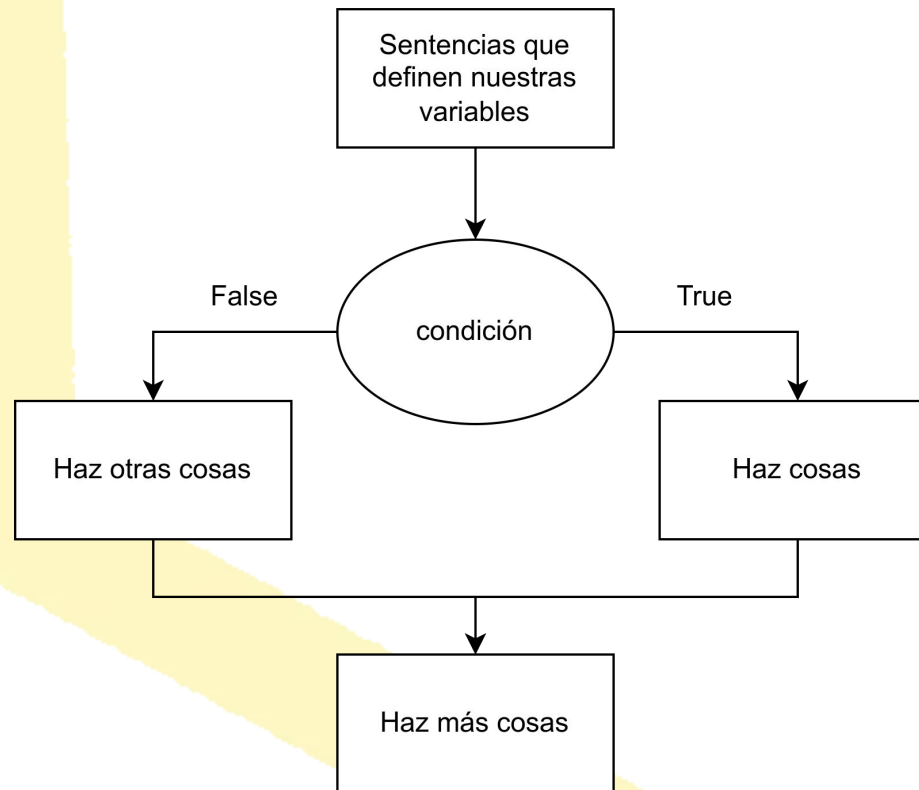 Sentencias que
definen nuestras
variables
False
True
condición
Haz otras cosas
Haz cosas
Haz más cosas